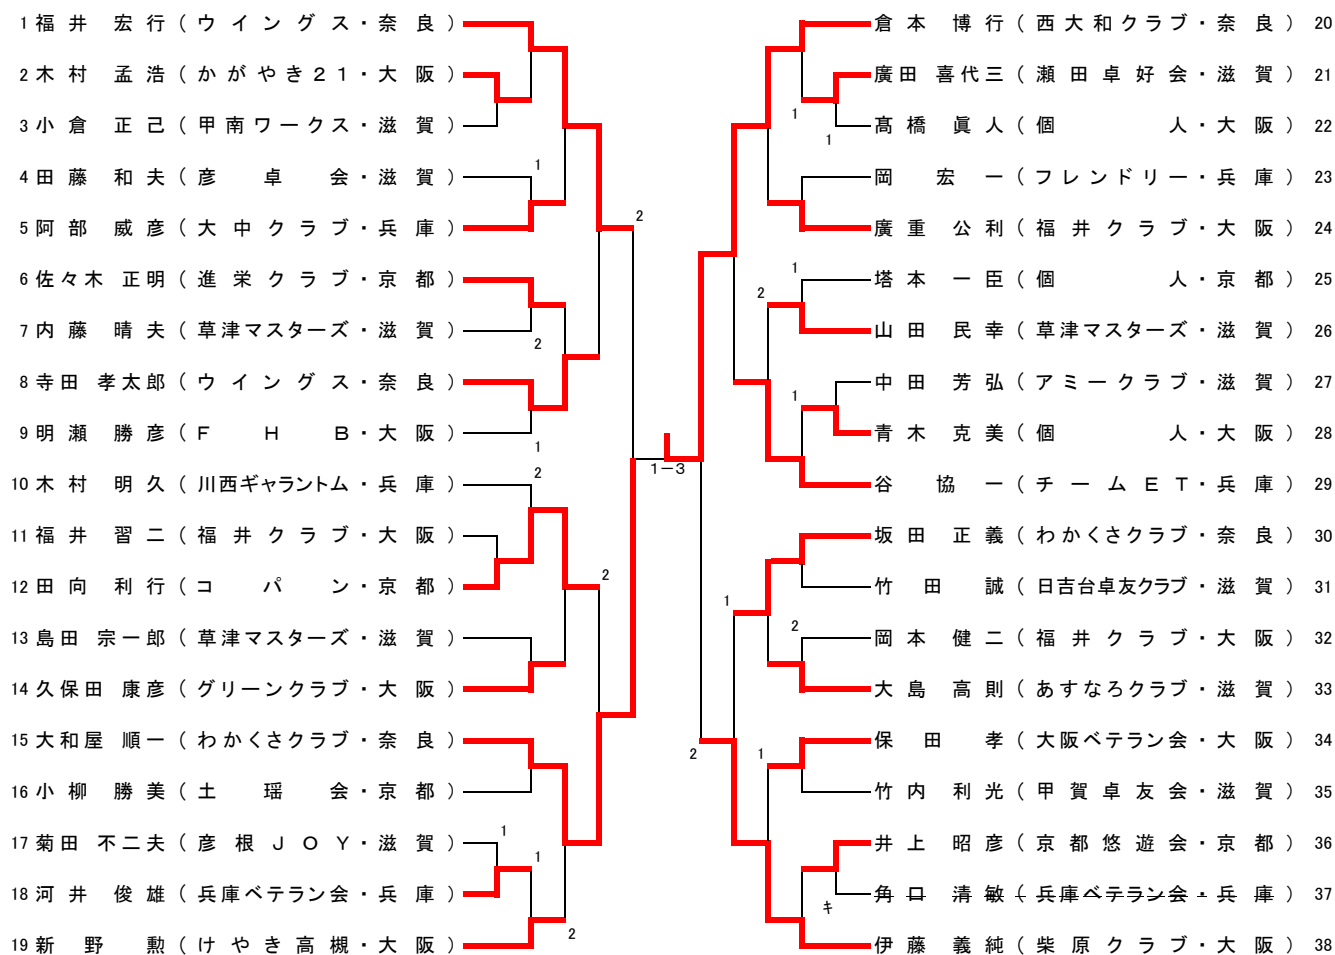 1 福井 宏行 (ウイングス・奈良)
2 木村 孟浩 (かがやき21・大阪)
3 小倉 正己 (甲南ワークス・滋賀)
4 田藤 和夫 (彦卓会・滋賀)
5 阿部 威彦 (大中クラブ・兵庫)
6 佐々木 正明 (進栄クラブ・京都)
7 内藤 晴夫 (草津マスターズ・滋賀)
8 寺田 孝太郎 (ウイングス・奈良)
9 明瀬 勝彦 (FHB・大阪)
10 木村 明久 (川西ギャラントム・兵庫)
11 福井 習二 (福井クラブ・大阪)
12 田向 利行 (コパン・京都)
13 島田 宗一郎 (草津マスターズ・滋賀)
14 久保田 康彦 (グリーンクラブ・大阪)
15 大和屋 順一 (わかくさクラブ・奈良)
16 小柳 勝美 (土瑶会・京都)
17 菊田 不二夫 (彦根JOY・滋賀)
18 河井 俊雄 (兵庫ベテラン会・兵庫)
19 新野 勲 (けやき高槻・大阪)
1
2
2
1
2
2
1
1
2
1-3
倉本 博行 (西大和クラブ・奈良) 20
廣田 喜代三 (瀬田卓好会・滋賀) 21
髙橋 眞人 (個人・大阪) 22
岡 宏一 (フレンドリー・兵庫) 23
廣重 公利 (福井クラブ・大阪) 24
塔本 一臣 (個人・京都) 25
山田 民幸 (草津マスターズ・滋賀) 26
中田 芳弘 (アミークラブ・滋賀) 27
青木 克美 (個人・大阪) 28
谷 協一 (チームET・兵庫) 29
坂田 正義 (わかくさクラブ・奈良) 30
竹田 誠 (日吉台卓友クラブ・滋賀) 31
岡本 健二 (福井クラブ・大阪) 32
大島 高則 (あすなろクラブ・滋賀) 33
保田 孝 (大阪ベテラン会・大阪) 34
竹内 利光 (甲賀卓友会・滋賀) 35
井上 昭彦 (京都悠遊会・京都) 36
角口 清敏 (兵庫ベテラン会・兵庫) 37
伊藤 義純 (柴原クラブ・大阪) 38
1
1
1
2
1
1
2
2
1
キ